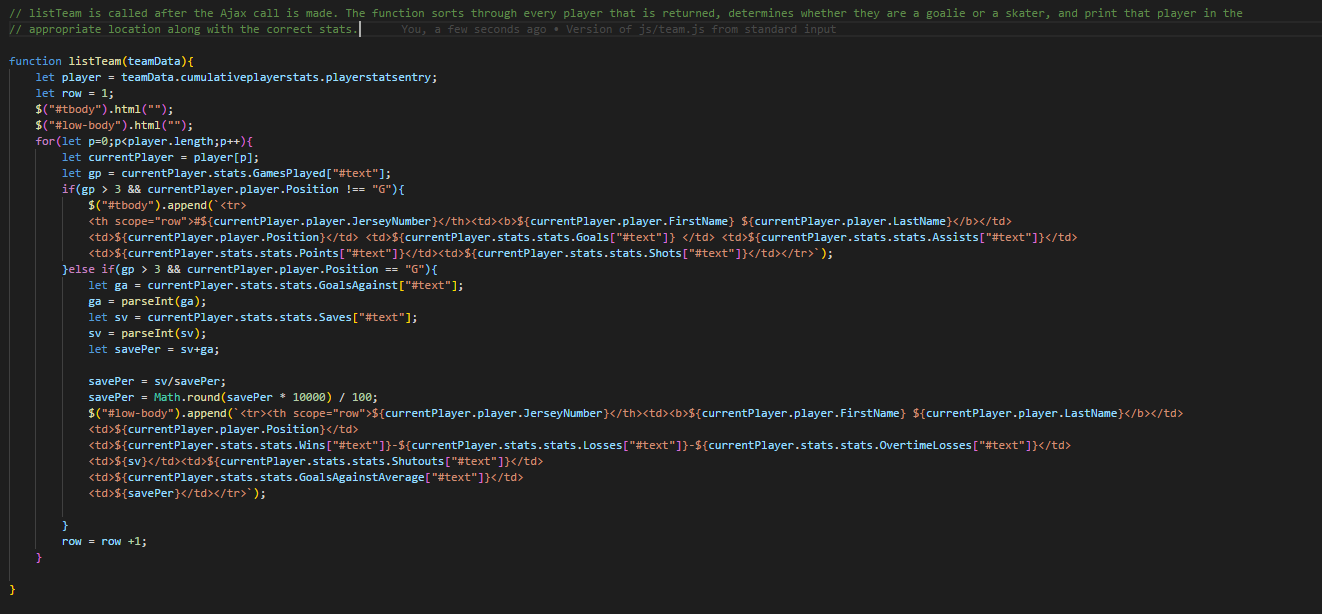 // listTeam is called after the Ajax call is made. The function sorts through every player that is returned, determines whether they are a goalie or a skater, and print that player in the
// appropriate location along with the correct stats. You, a few seconds ago • Version of js/team.js from standard input
function listTeam(teamData){
let player = teamData.cumulativeplayerstats.playerstatsentry;
let row = 1;
$("#tbody").html("");
$("#low-body").html("");
for(let p=0;p<player.length;p++){
let currentPlayer = player[p];
let gp = currentPlayer.stats.GamesPlayed["#text"];
if(gp > 3 && currentPlayer.player.Position !== "G"){
$("#tbody").append(`<tr>
<th scope="row">#${currentPlayer.player.JerseyNumber}</th><td><b>${currentPlayer.player.FirstName} ${currentPlayer.player.LastName}</b></td>
<td>${currentPlayer.player.Position}</td> <td>${currentPlayer.stats.stats.Goals["#text"]} </td> <td>${currentPlayer.stats.stats.Assists["#text"]}</td>
<td>${currentPlayer.stats.stats.Points["#text"]}</td><td>${currentPlayer.stats.stats.Shots["#text"]}</td></tr>`);
}else if(gp > 3 && currentPlayer.player.Position == "G"){
let ga = currentPlayer.stats.stats.GoalsAgainst["#text"];
ga = parseInt(ga);
let sv = currentPlayer.stats.stats.Saves["#text"];
sv = parseInt(sv);
let savePer = sv+ga;
savePer = sv/savePer;
savePer = Math.round(savePer * 10000) / 100;
$("#low-body").append(`<tr><th scope="row">${currentPlayer.player.JerseyNumber}</th><td><b>${currentPlayer.player.FirstName} ${currentPlayer.player.LastName}</b></td>
<td>${currentPlayer.player.Position}</td>
<td>${currentPlayer.stats.stats.Wins["#text"]}-${currentPlayer.stats.stats.Losses["#text"]}-${currentPlayer.stats.stats.OvertimeLosses["#text"]}</td>
<td>${sv}</td><td>${currentPlayer.stats.stats.Shutouts["#text"]}</td>
<td>${currentPlayer.stats.stats.GoalsAgainstAverage["#text"]}</td>
<td>${savePer}</td></tr>`);
}
row = row +1;
}
}